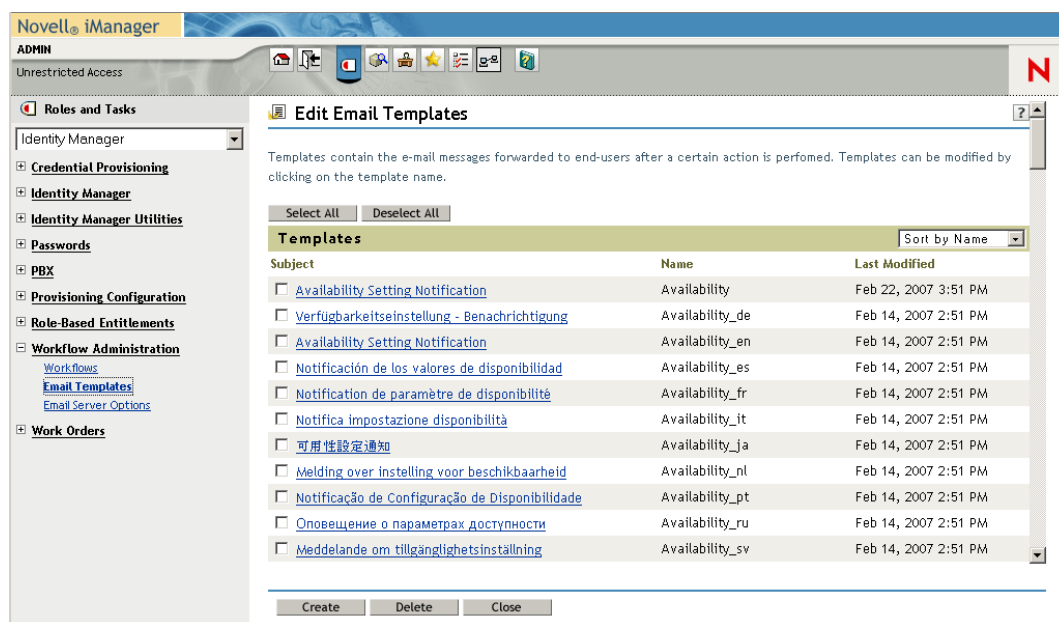 Novell® iManager
ADMIN
Unrestricted Access
N
Roles and Tasks
Identity Manager
Credential Provisioning
Identity Manager
Identity Manager Utilities
Passwords
PBX
Provisioning Configuration
Role-Based Entitlements
Workflow Administration
Workflows
Email Templates
Email Server Options
Work Orders
Edit Email Templates
?
Templates contain the e-mail messages forwarded to end-users after a certain action is perfomed. Templates can be modified by
clicking on the template name.
Select All Deselect All
Templates Sort by Name
Subject Name Last Modified
Availability Setting Notification Availability Feb 22, 2007 3:51 PM
Verfügbarkeitseinstellung - Benachrichtigung Availability_de Feb 14, 2007 2:51 PM
Availability Setting Notification Availability_en Feb 14, 2007 2:51 PM
Notificación de los valores de disponibilidad Availability_es Feb 14, 2007 2:51 PM
Notification de paramètre de disponibilité Availability_fr Feb 14, 2007 2:51 PM
Notifica impostazione disponibilità Availability_it Feb 14, 2007 2:51 PM
可用性設定通知 Availability_ja Feb 14, 2007 2:51 PM
Melding over instelling voor beschikbaarheid Availability_nl Feb 14, 2007 2:51 PM
Notificação de Configuração de Disponibilidade Availability_pt Feb 14, 2007 2:51 PM
Оповещение о параметрах доступности Availability_ru Feb 14, 2007 2:51 PM
Meddelande om tillgänglighetsinställning Availability_sv Feb 14, 2007 2:51 PM
Create Delete Close